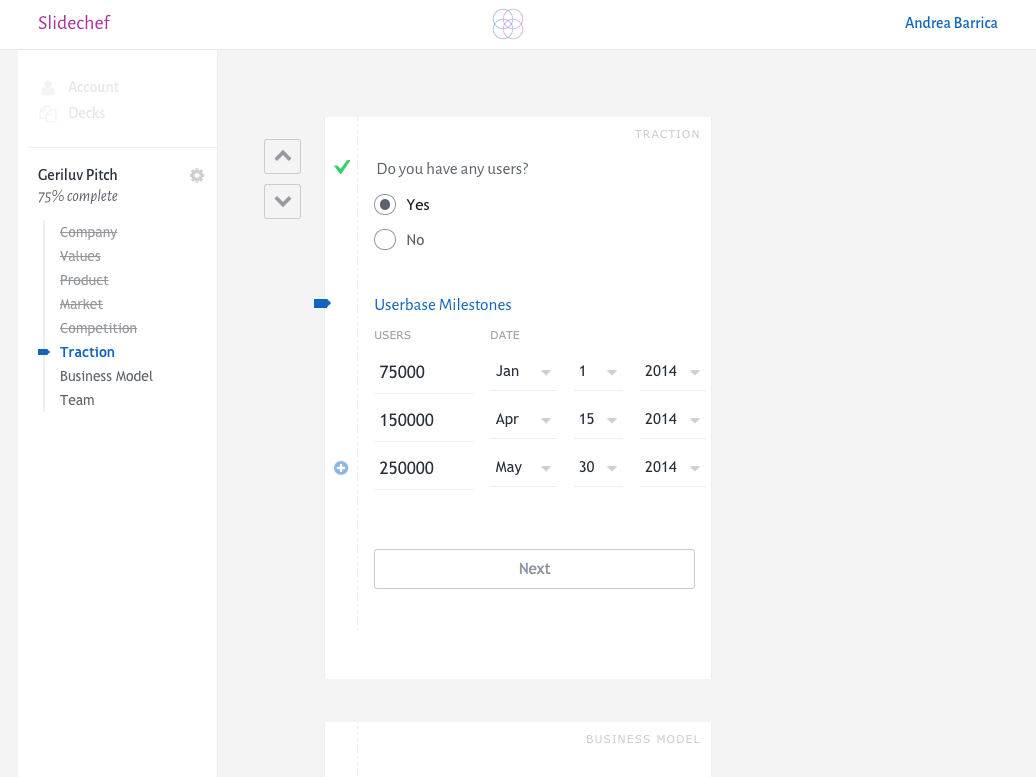 Slidechef
Andrea Barrica
Account
Decks
Geriluv Pitch
75% complete
Company
Values
Product
Market
Competition
Traction
Business Model
Team
TRACTION
Do you have any users?
Yes
No
Userbase Milestones
USERS DATE
75000 Jan 1 2014
150000 Apr 15 2014
250000 May 30 2014
Next
BUSINESS MODEL